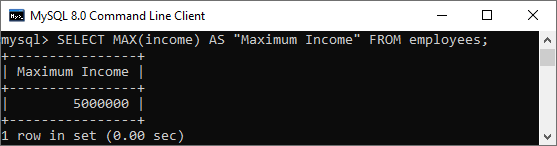 MySQL 8.0 Command Line Client
mysql> SELECT MAX(income) AS "Maximum Income" FROM employees;
+----------------+
| Maximum Income |
+----------------+
|        5000000 |
+----------------+
1 row in set (0.00 sec)